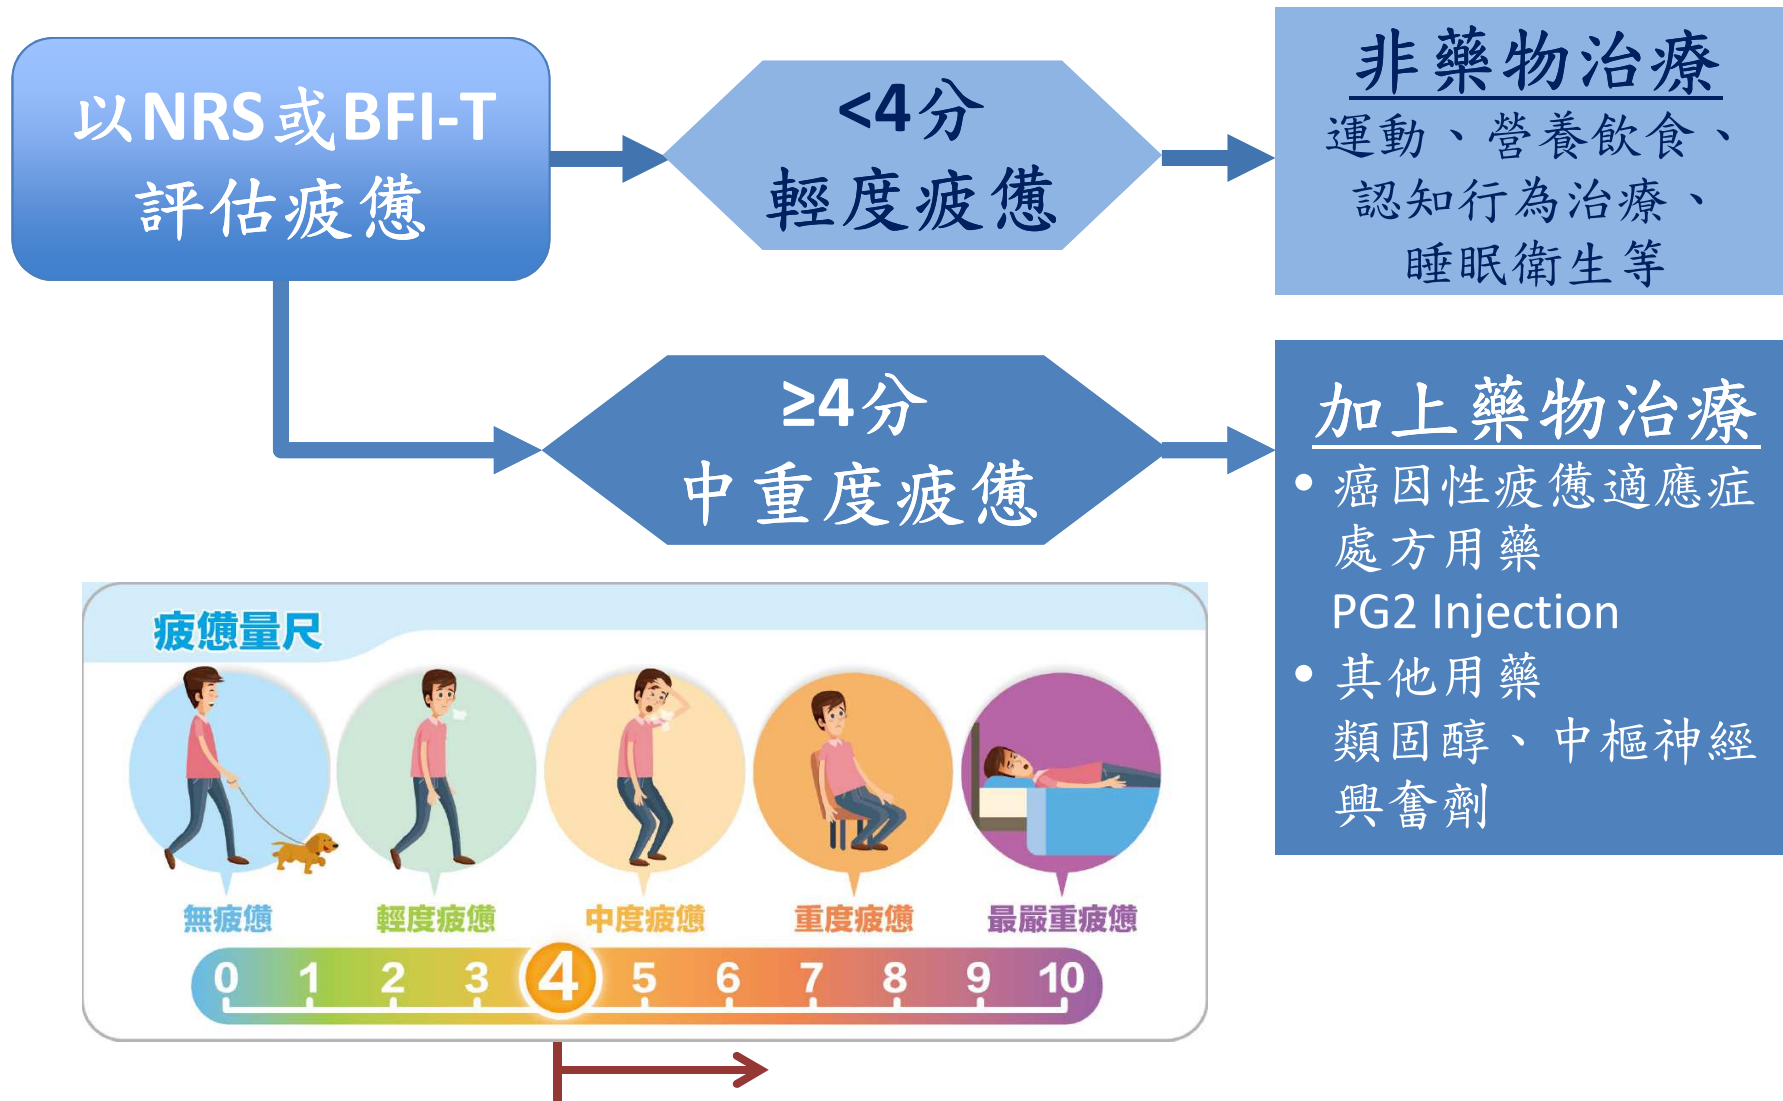 以NRS或BFI-T
評估疲憊
<4分
輕度疲憊
非藥物治療
運動、營養飲食、
認知行為治療、
睡眠衛生等
≥4分
中重度疲憊
加上藥物治療
• 癌因性疲憊適應症
處方用藥
PG2 Injection
• 其他用藥
類固醇、中樞神經
興奮劑
疲憊量尺
無疲憊 輕度疲憊 中度疲憊 重度疲憊 最嚴重疲憊
0 1 2 3 4 5 6 7 8 9 10